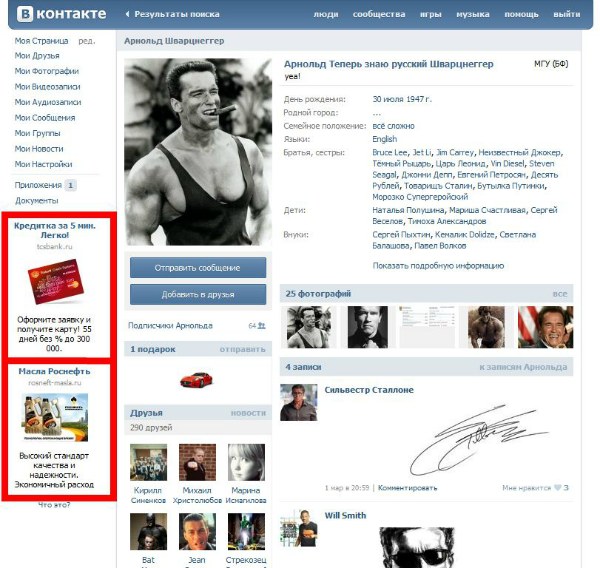 В контакте
Результаты поиска
люди сообщества игры музыка помощь выйти
Моя Страница ред.
Мои Друзья
Мои Фотографии
Мои Видеозаписи
Мои Аудиозаписи
Мои Сообщения
Мои Группы
Мои Новости
Мои Настройки
Приложения 1
Документы
Кредитка за 5 мин.
Легко!
tcsbank.ru
Оформите заявку и
получите карту! 55
дней без % до 300
000.
Масла Роснефть
rosneft-masla.ru
Высокий стандарт
качества и
надежности.
Экономичный расход
Что это?
Арнольд Шварцнеггер
Отправить сообщение
Добавить в друзья
Подписчики Арнольда 64
1 подарок отправить
Друзья новости
290 друзей
Кирилл
Синенков
Михаил
Христолюбов
Марина
Исмагилова
Bat
Jean
Стрекозец
Арнольд Теперь знаю русский Шварцнеггер МГУ (БФ)
yea!
День рождения: 30 июля 1947 г.
Родной город: ...
Семейное положение: всё сложно
Языки: English
Братья, сестры: Bruce Lee, Jet Li, Jim Carrey, Неизвестный Джокер,
Тёмный Рыцарь, Царь Леонид, Vin Diesel, Steven
Seagal, Джонни Депп, Евгений Петросян, Десять
Рублей, Товарищъ Сталин, Бутылка Путинки,
Морозко Супергеройский
Дети: Наталья Полушина, Мариша Счастливая, Сергей
Веселов, Тимоха Александров
Внуки: Сергей Пыхтин, Кеналик Dolidze, Светлана
Балашова, Павел Волков
Показать подробную информацию
25 фотографий все
4 записи к записям Арнольда
Сильвестр Сталлоне
1 мар в 20:59 | Комментировать Мне нравится 3
Will Smith